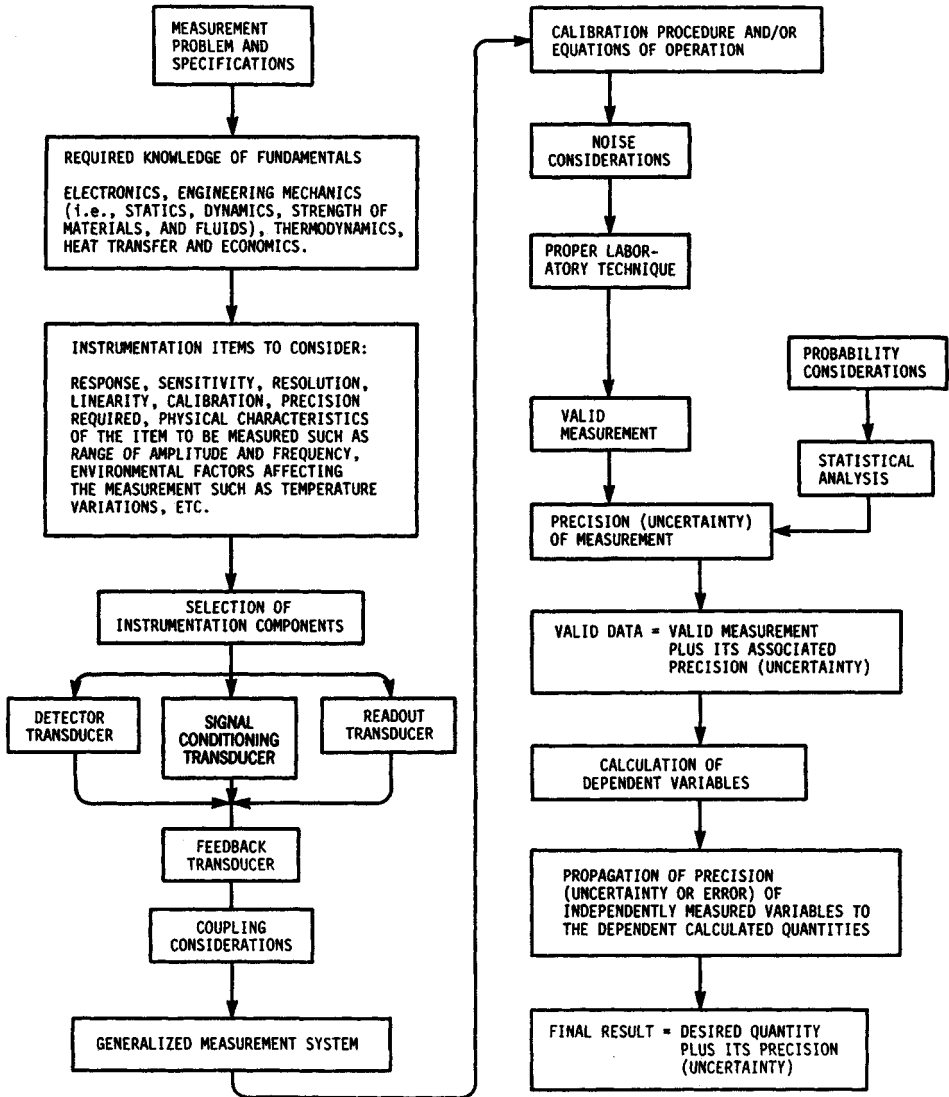 MEASUREMENT
PROBLEM AND
SPECIFICATIONS
REQUIRED KNOWLEDGE OF FUNDAMENTALS
ELECTRONICS, ENGINEERING MECHANICS
(i.e., STATICS, DYNAMICS, STRENGTH OF
MATERIALS, AND FLUIDS), THERMODYNAMICS,
HEAT TRANSFER AND ECONOMICS.
INSTRUMENTATION ITEMS TO CONSIDER:
RESPONSE, SENSITIVITY, RESOLUTION,
LINEARITY, CALIBRATION, PRECISION
REQUIRED, PHYSICAL CHARACTERISTICS
OF THE ITEM TO BE MEASURED SUCH AS
RANGE OF AMPLITUDE AND FREQUENCY,
ENVIRONMENTAL FACTORS AFFECTING
THE MEASUREMENT SUCH AS TEMPERATURE
VARIATIONS, ETC.
SELECTION OF
INSTRUMENTATION COMPONENTS
DETECTOR
TRANSDUCER
SIGNAL
CONDITIONING
TRANSDUCER
READOUT
TRANSDUCER
FEEDBACK
TRANSDUCER
COUPLING
CONSIDERATIONS
GENERALIZED MEASUREMENT SYSTEM
CALIBRATION PROCEDURE AND/OR
EQUATIONS OF OPERATION
NOISE
CONSIDERATIONS
PROPER LABOR-
ATORY TECHNIQUE
VALID
MEASUREMENT
PROBABILITY
CONSIDERATIONS
STATISTICAL
ANALYSIS
PRECISION (UNCERTAINTY)
OF MEASUREMENT
VALID DATA = VALID MEASUREMENT
PLUS ITS ASSOCIATED
PRECISION (UNCERTAINTY)
CALCULATION OF
DEPENDENT VARIABLES
PROPAGATION OF PRECISION
(UNCERTAINTY OR ERROR) OF
INDEPENDENTLY MEASURED VARIABLES TO
THE DEPENDENT CALCULATED QUANTITIES
FINAL RESULT = DESIRED QUANTITY
PLUS ITS PRECISION
(UNCERTAINTY)